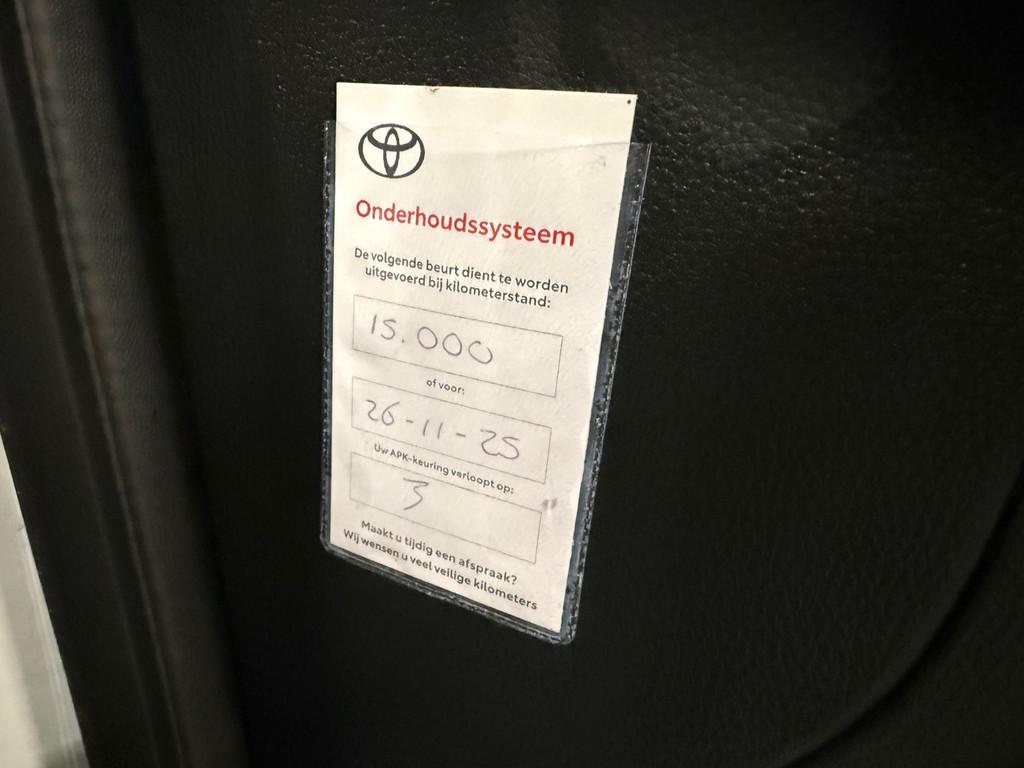 Onderhoudssysteem
De volgende beurt dient te worden
uitgevoerd bij kilometerstand:
15.000
of voor:
26-11-25
Uw APK-keuring verloopt op:
3
Maakt u tijdig een afspraak?
Wij wensen u veel veilige kilometers